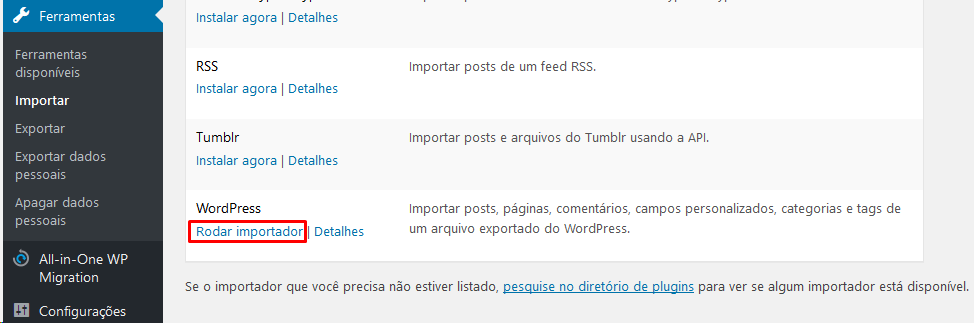 Ferramentas
Ferramentas
disponíveis
Importar
Exportar
Exportar dados
pessoais
Apagar dados
pessoais
All-in-One WP
Migration
Configurações
Instalar agora | Detalhes
RSS
Importar posts de um feed RSS.
Instalar agora | Detalhes
Tumblr
Importar posts e arquivos do Tumblr usando a API.
Instalar agora | Detalhes
WordPress
Importar posts, páginas, comentários, campos personalizados, categorias e tags de
um arquivo exportado do WordPress.
Rodar importador | Detalhes
Se o importador que você precisa não estiver listado, pesquise no diretório de plugins para ver se algum importador está disponível.